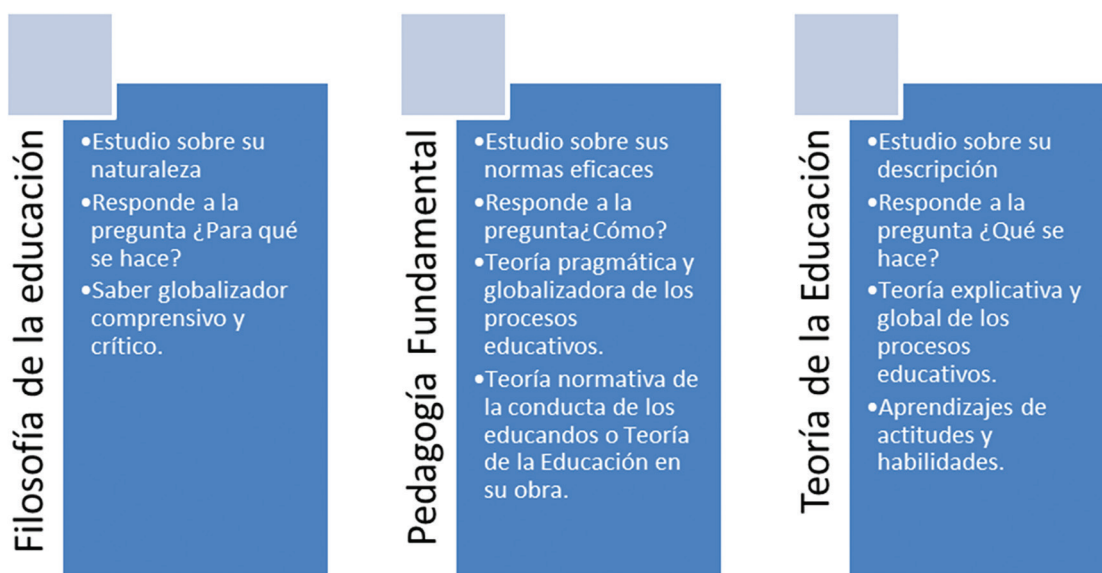 Filosofía de la educación
•Estudio sobre su
naturaleza
•Responde a la
pregunta ¿Para qué
se hace?
•Saber globalizador
comprensivo y
crítico.
Pedagogía Fundamental
•Estudio sobre sus
normas eficaces
•Responde a la
pregunta¿Cómo?
•Teoría pragmática y
globalizadora de los
procesos
educativos.
•Teoría normativa de
la conducta de los
educandos o Teoría
de la Educación en
su obra.
Teoría de la Educación
•Estudio sobre su
descripción
•Responde a la
pregunta ¿Qué se
hace?
•Teoría explicativa y
global de los
procesos
educativos.
•Aprendizajes de
actitudes y
habilidades.